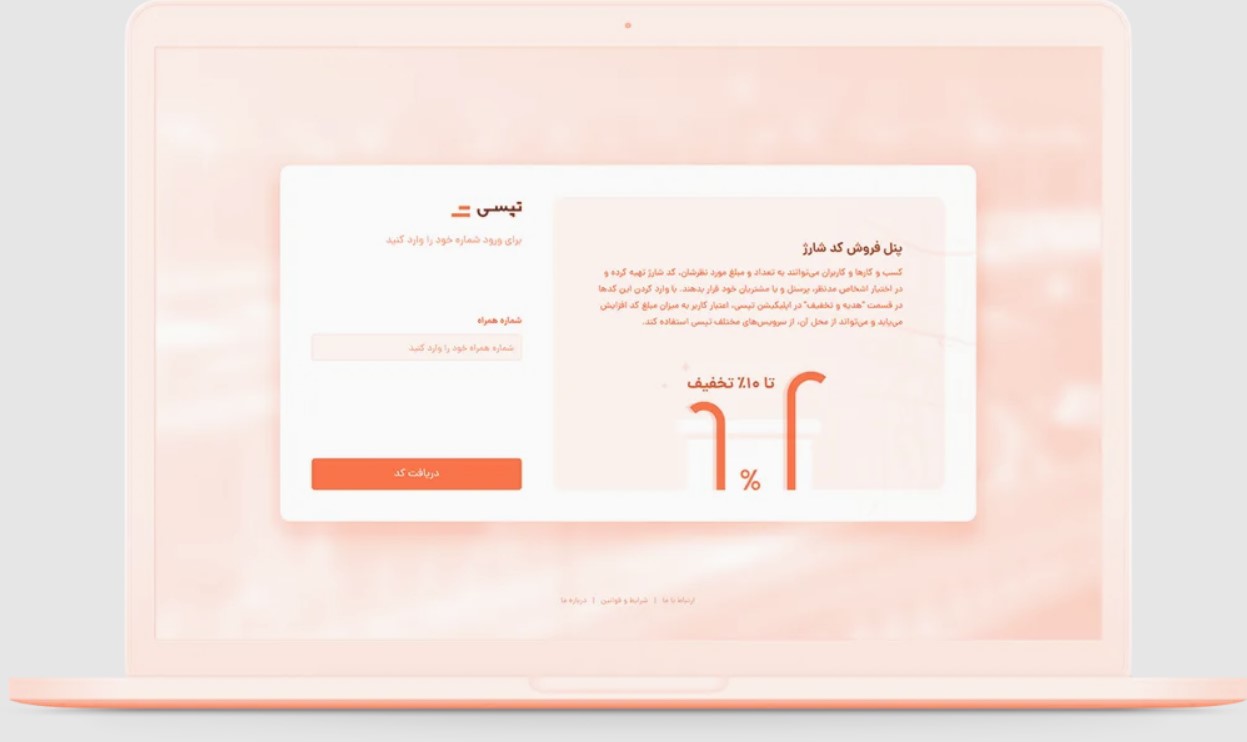 تپسی
برای ورود شماره خود را وارد کنید
شماره همراه
شماره همراه خود را وارد کنید
دریافت کد
پنل فروش کد شارژ
کسب و کارها و کاربران می‌توانند به تعداد و مبلغ مورد نظرشان، کد شارژ تهیه کرده و
در اختیار اشخاص مدنظر، پرسنل و یا مشتریان خود قرار بدهند. با وارد کردن این کدها
در قسمت "هدیه و تخفیف" در اپلیکیشن تپسی، اعتبار کاربر به میزان مبلغ کد افزایش
می‌یابد و می‌تواند از محل آن، از سرویس‌های مختلف تپسی استفاده کند.
تا ۱۰٪ تخفیف
%
ارتباط با ما | شرایط و قوانین | درباره ما